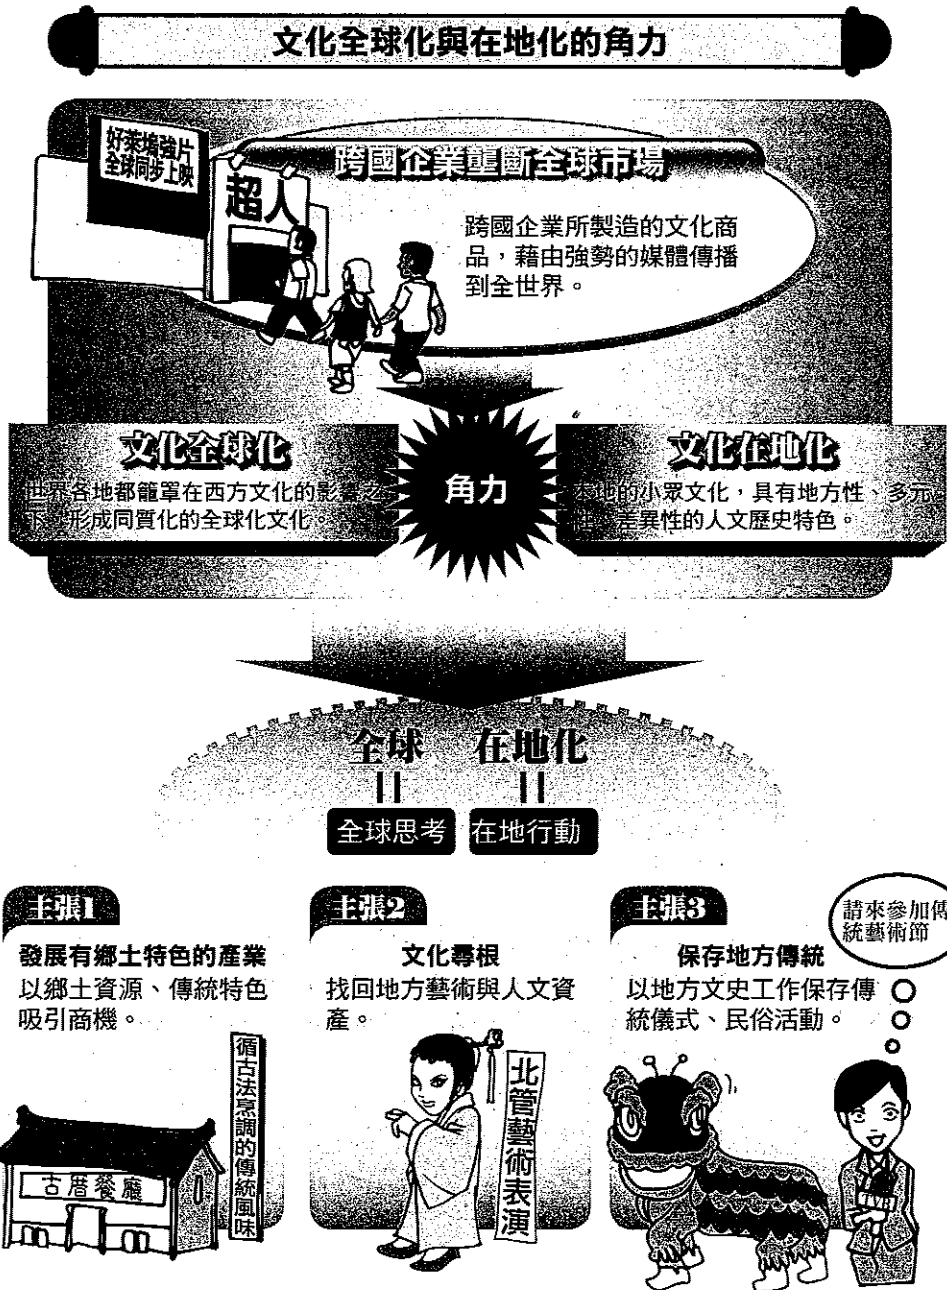 文化全球化與在地化的角力
好萊塢強片
全球同步上映
超人
跨國企業壟斷全球市場
跨國企業所製造的文化商
品，藉由強勢的媒體傳播
到全世界。
文化全球化
世界各地都籠罩在西方文化的影響之
下，形成同質化的全球化文化。
角力
文化在地化
本地的小眾文化，具有地方性、多元
性、差異性的人文歷史特色。
全球 在地化
全球思考 在地行動
主張1
發展有鄉土特色的產業
以鄉土資源、傳統特色
吸引商機。
循古法烹調的傳統風味
古厝餐廳
主張2
文化尋根
找回地方藝術與人文資
產。
北管藝術表演
主張3
保存地方傳統
以地方文史工作保存傳
統儀式、民俗活動。
請來參加傳
統藝術節